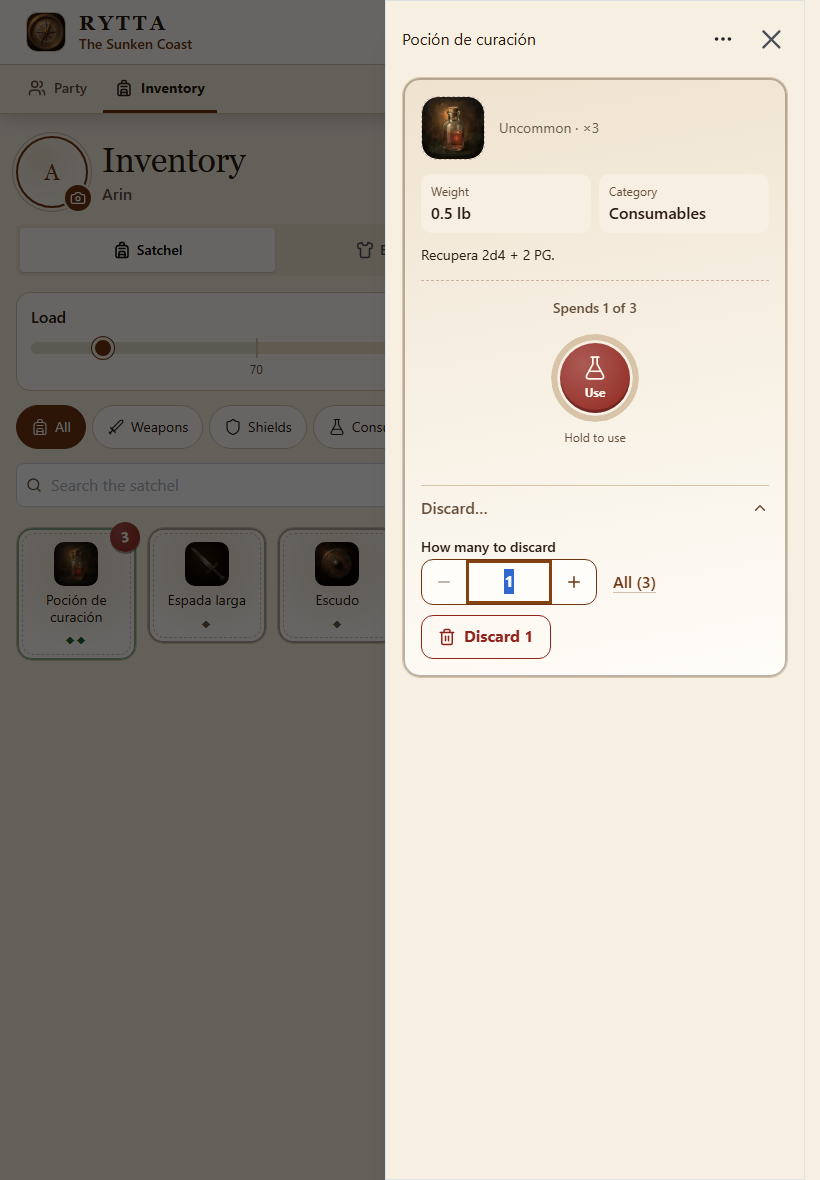 RYTTA
The Sunken Coast
Party
Inventory
A
Inventory
Arin
Satchel
Load
70
All
Weapons
Shields
Search the satchel
3
Poción de
curación
Espada larga
Escudo
Poción de curación
Uncommon · ×3
Weight
0.5 lb
Category
Consumables
Recupera 2d4 + 2 PG.
Spends 1 of 3
Use
Hold to use
Discard...
How many to discard
1
All (3)
Discard 1